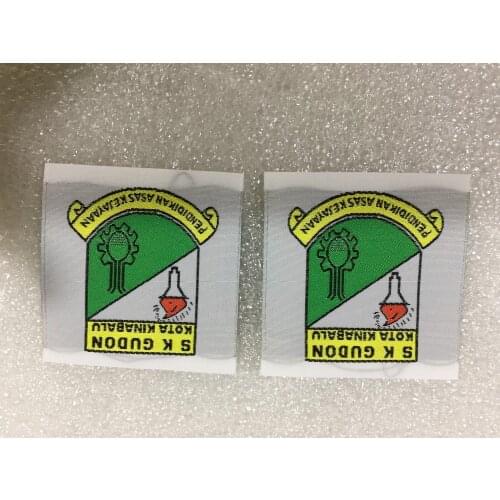 S K GUDON
KOTA KINABALU
PENDIDIKAN ASAS KEJAYAAN
S K GUDON
KOTA KINABALU
PENDIDIKAN ASAS KEJAYAAN